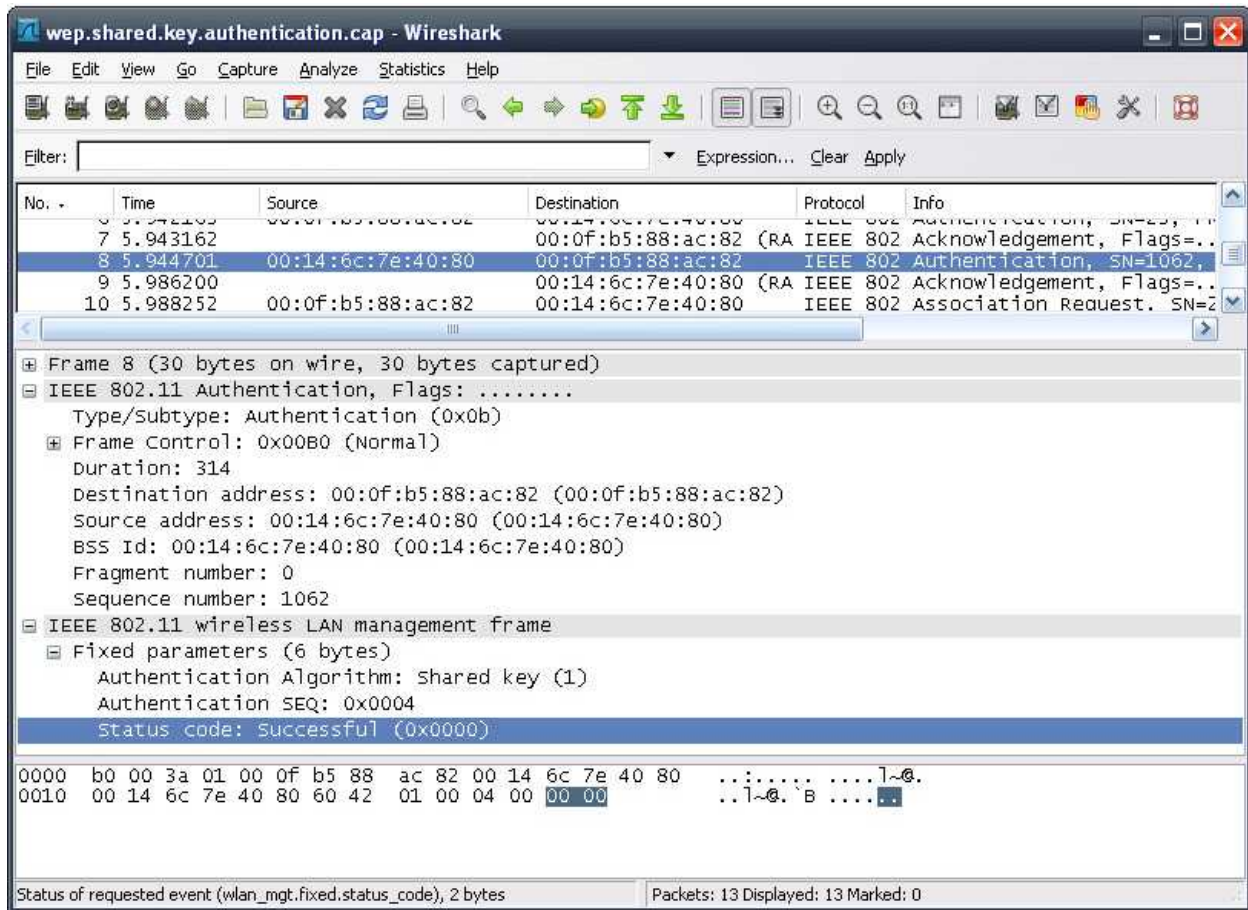 wep.shared.key.authentication.cap - Wireshark
File Edit View Go Capture Analyze Statistics Help
Filter: Expression... Clear Apply
No. Time Source Destination Protocol Info
7 5.943162 00:0f:b5:88:ac:82 (RA IEEE 802 Acknowledgement, Flags=..
8 5.944701 00:14:6c:7e:40:80 00:0f:b5:88:ac:82 IEEE 802 Authentication, SN=1062,
9 5.986200 00:14:6c:7e:40:80 (RA IEEE 802 Acknowledgement, Flags=..
10 5.988252 00:0f:b5:88:ac:82 00:14:6c:7e:40:80 IEEE 802 Association Request, SN=2
Frame 8 (30 bytes on wire, 30 bytes captured)
IEEE 802.11 Authentication, Flags: ........
Type/Subtype: Authentication (0x0b)
Frame Control: 0x00B0 (Normal)
Duration: 314
Destination address: 00:0f:b5:88:ac:82 (00:0f:b5:88:ac:82)
Source address: 00:14:6c:7e:40:80 (00:14:6c:7e:40:80)
BSS Id: 00:14:6c:7e:40:80 (00:14:6c:7e:40:80)
Fragment number: 0
Sequence number: 1062
IEEE 802.11 wireless LAN management frame
Fixed parameters (6 bytes)
Authentication Algorithm: Shared key (1)
Authentication SEQ: 0x0004
Status code: Successful (0x0000)
0000 b0 00 3a 01 00 0f b5 88 ac 82 00 14 6c 7e 40 80 ..:..... ....l~@.
0010 00 14 6c 7e 40 80 60 42 01 00 04 00 00 00 ..l~@.`B ......
Status of requested event (wlan_mgt.fixed.status_code), 2 bytes Packets: 13 Displayed: 13 Marked: 0